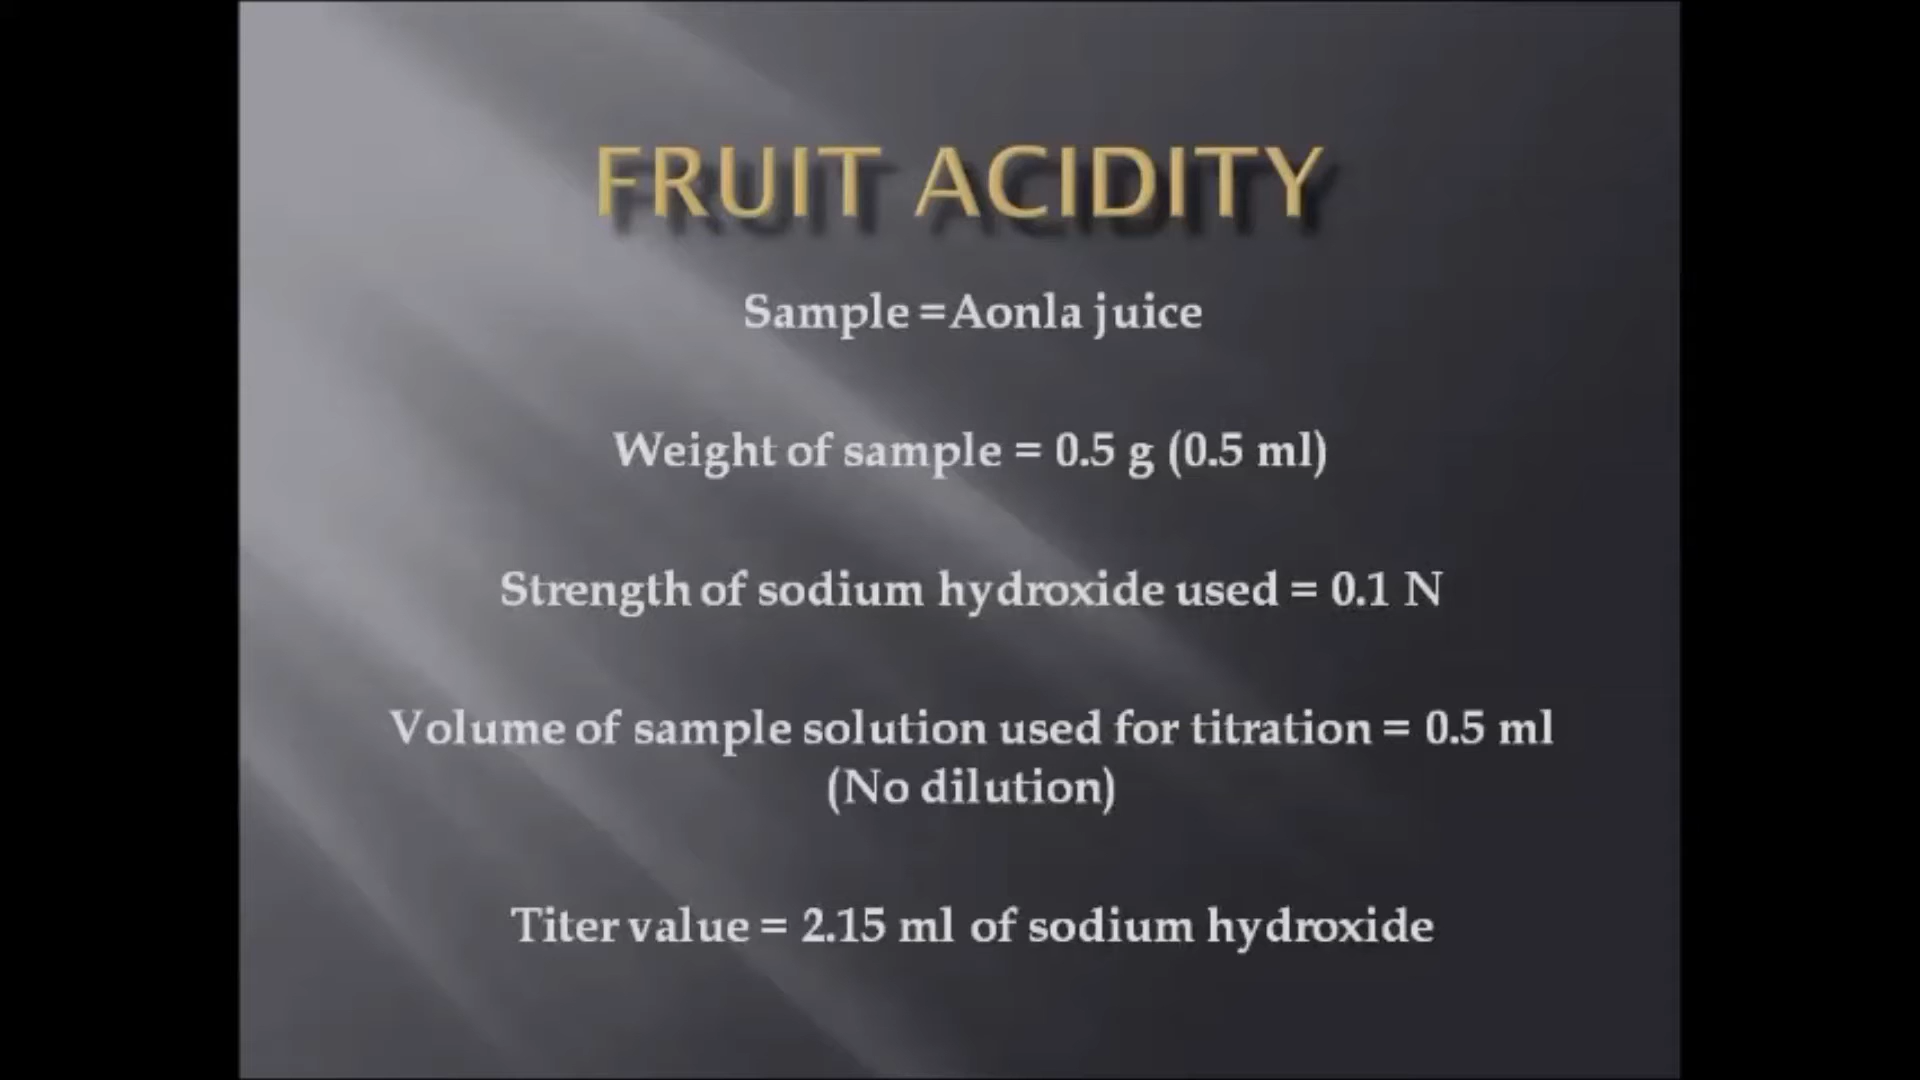 FRUIT ACIDITY
Sample =Aonla juice
Weight of sample = 0.5 g (0.5 ml)
Strength of sodium hydroxide used = 0.1 N
Volume of sample solution used for titration = 0.5 ml
(No dilution)
Titer value = 2.15 ml of sodium hydroxide